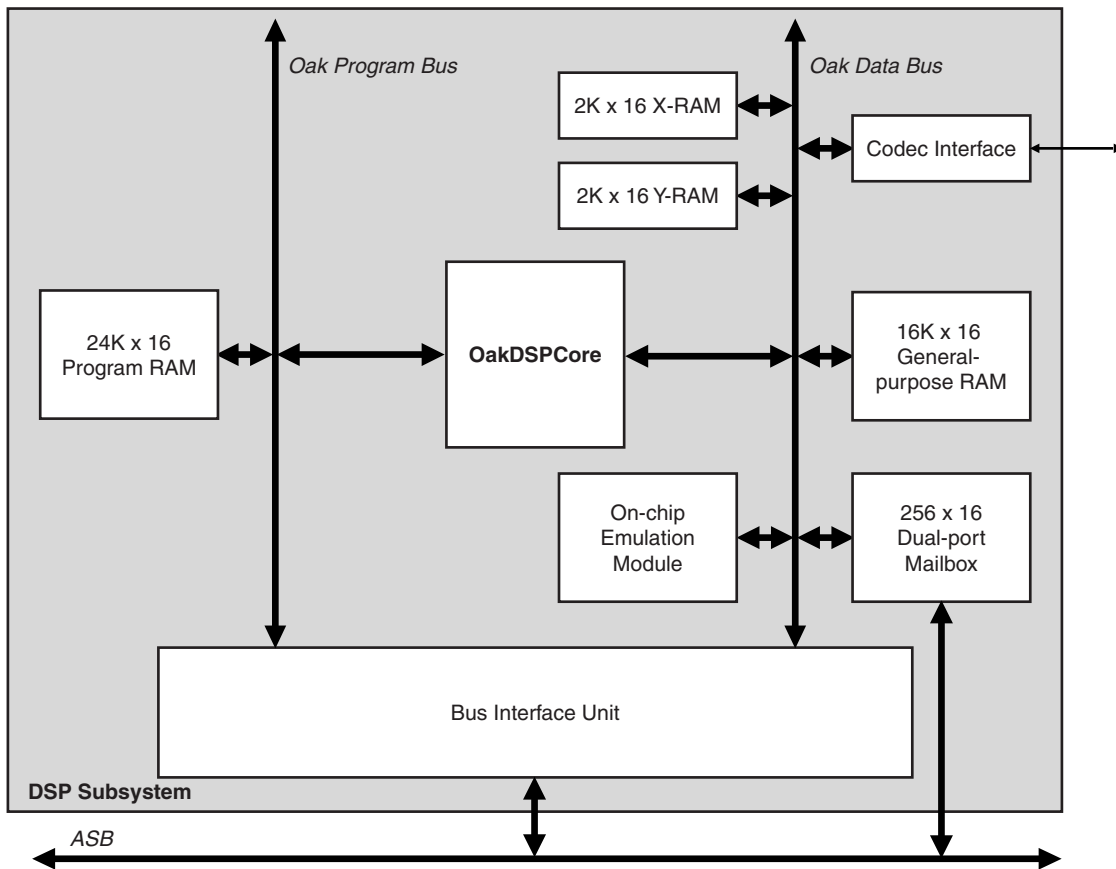 Oak Program Bus
Oak Data Bus
2K x 16 X-RAM
Codec Interface
2K x 16 Y-RAM
24K x 16
Program RAM
OakDSPCore
16K x 16
General-
purpose RAM
On-chip
Emulation
Module
256 x 16
Dual-port
Mailbox
Bus Interface Unit
DSP Subsystem
ASB